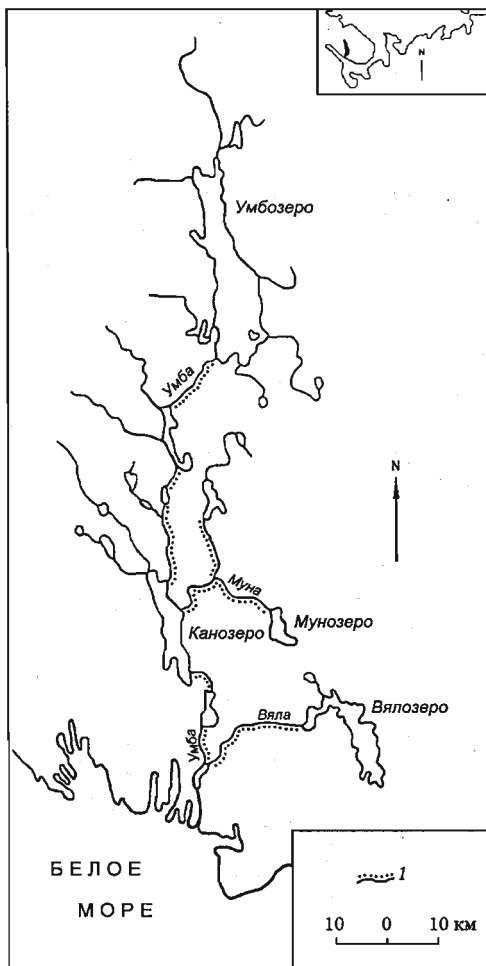 N
Умбозеро
Умба
N
Муна
Мунозеро
Канозеро
Вяла
Вялозеро
Умба
БЕЛОЕ
МОРЕ
1
10 0 10 км